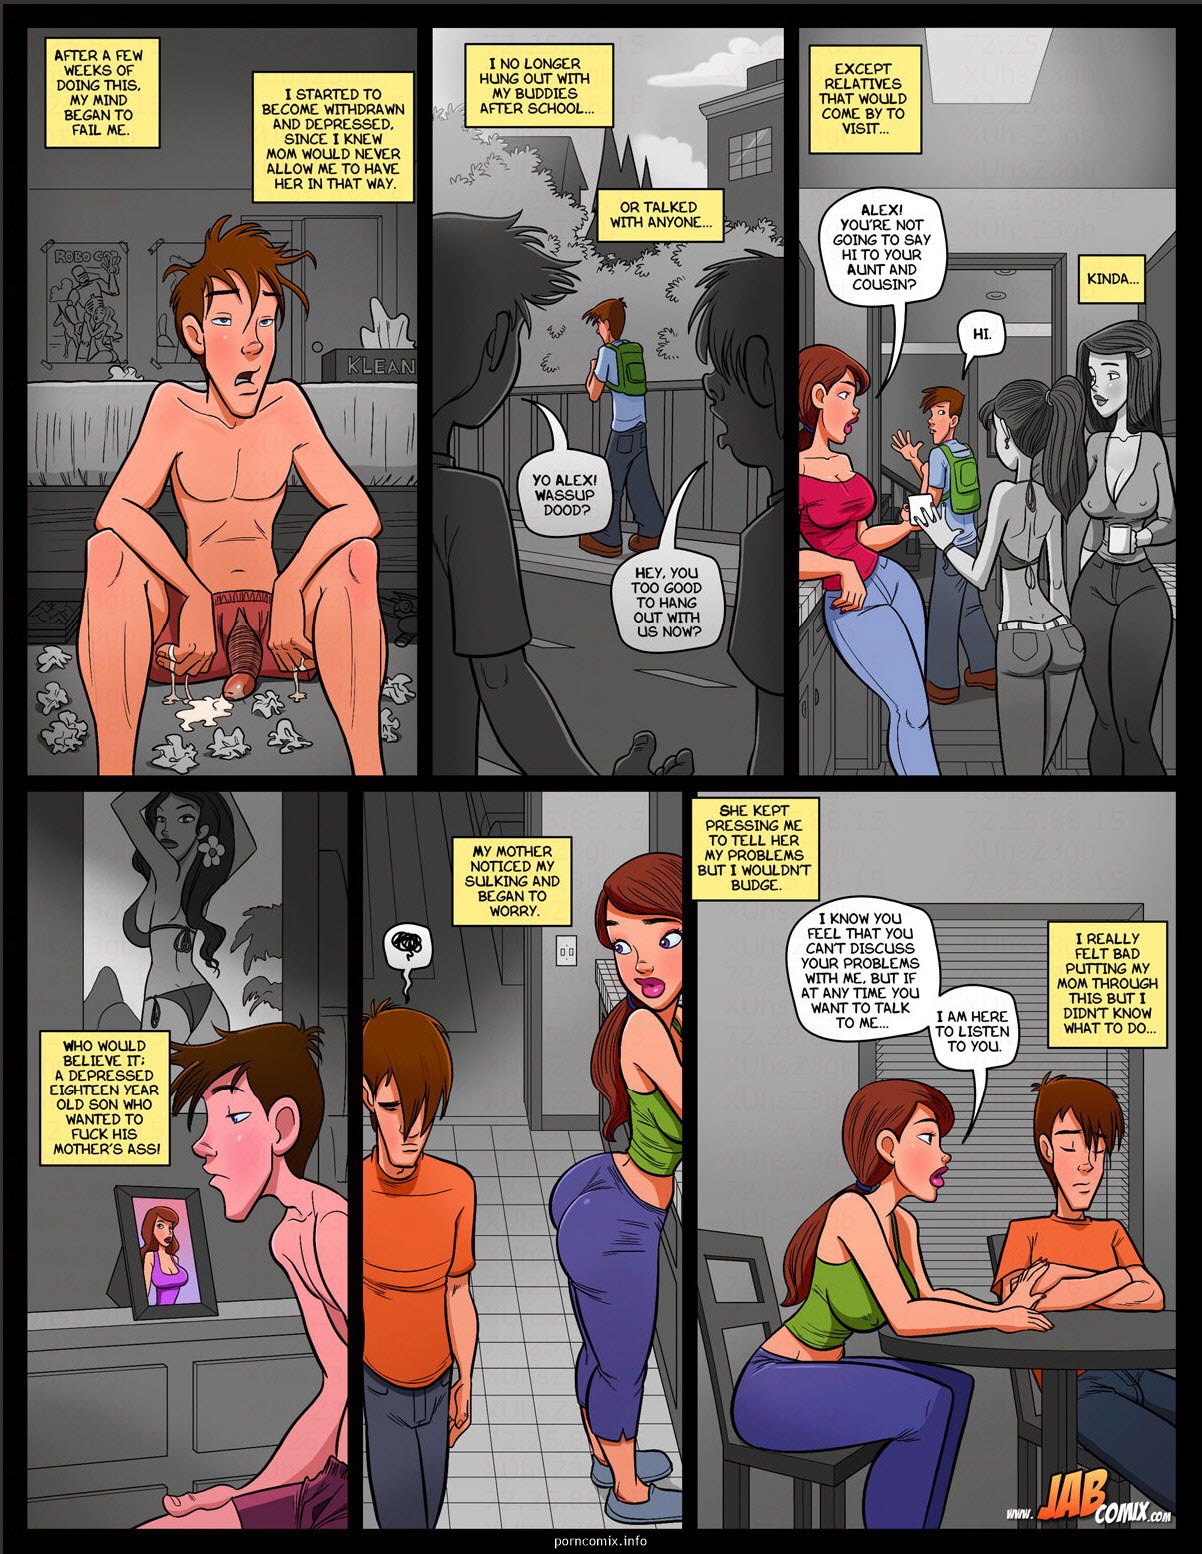 AFTER A FEW
WEEKS OF
DOING THIS,
MY MIND
BEGAN TO
FAIL ME.
I STARTED TO
BECOME WITHDRAWN
AND DEPRESSED,
SINCE I KNEW
MOM WOULD NEVER
ALLOW ME TO HAVE
HER IN THAT WAY.
ROBO
KLEAN
I NO LONGER
HUNG OUT WITH
MY BUDDIES
AFTER SCHOOL...
OR TALKED
WITH ANYONE...
YO ALEX!
WASSUP
DOOD?
HEY, YOU
TOO GOOD
TO HANG
OUT WITH
US NOW?
EXCEPT
RELATIVES
THAT WOULD
COME BY TO
VISIT...
ALEX!
YOU'RE NOT
GOING TO SAY
HI TO YOUR
AUNT AND
COUSIN?
HI.
KINDA...
WHO WOULD
BELIEVE IT;
A DEPRESSED
EIGHTEEN YEAR
OLD SON WHO
WANTED TO
FUCK HIS
MOTHER'S ASS!
MY MOTHER
NOTICED MY
SULKING AND
BEGAN TO
WORRY.
SHE KEPT
PRESSING ME
TO TELL HER
MY PROBLEMS
BUT I WOULDN'T
BUDGE.
I KNOW YOU
FEEL THAT YOU
CAN'T DISCUSS
YOUR PROBLEMS
WITH ME, BUT IF
AT ANY TIME YOU
WANT TO TALK
TO ME...
I AM HERE
TO LISTEN
TO YOU.
I REALLY
FELT BAD
PUTTING MY
MOM THROUGH
THIS BUT I
DIDN'T KNOW
WHAT TO DO...
www.JABCOMIX.com
porncomix.info